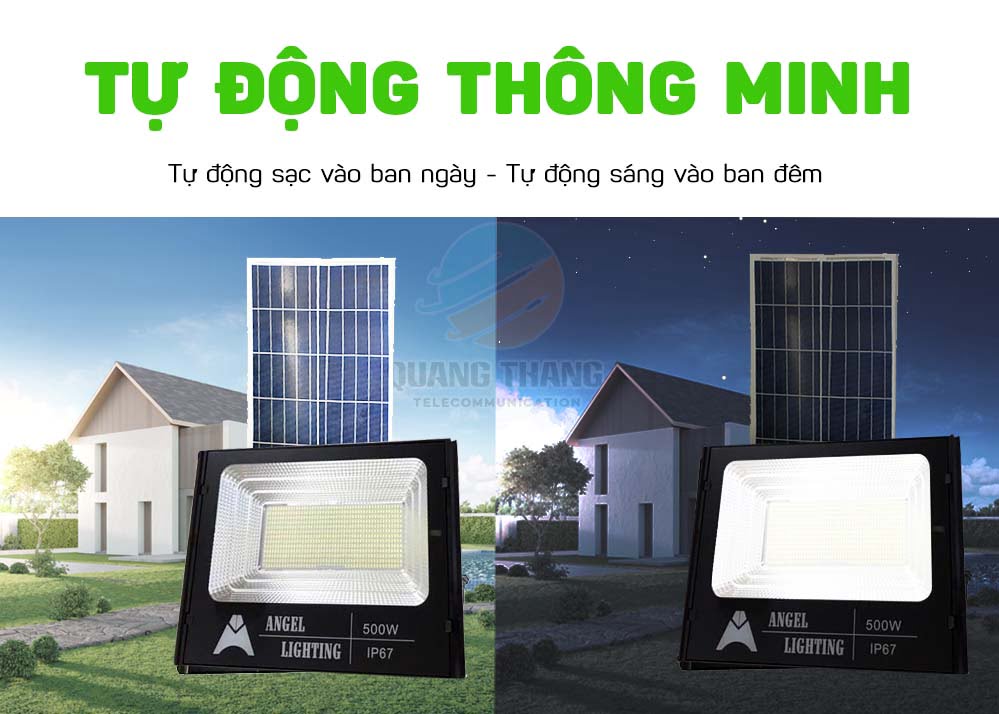 TỰ ĐỘNG THÔNG MINH
Tự động sạc vào ban ngày - Tự động sáng vào ban đêm
QUANG THANG
TELECOMMUNICATION
ANGEL
LIGHTING
500W
IP67
ANGEL
LIGHTING
500W
IP67